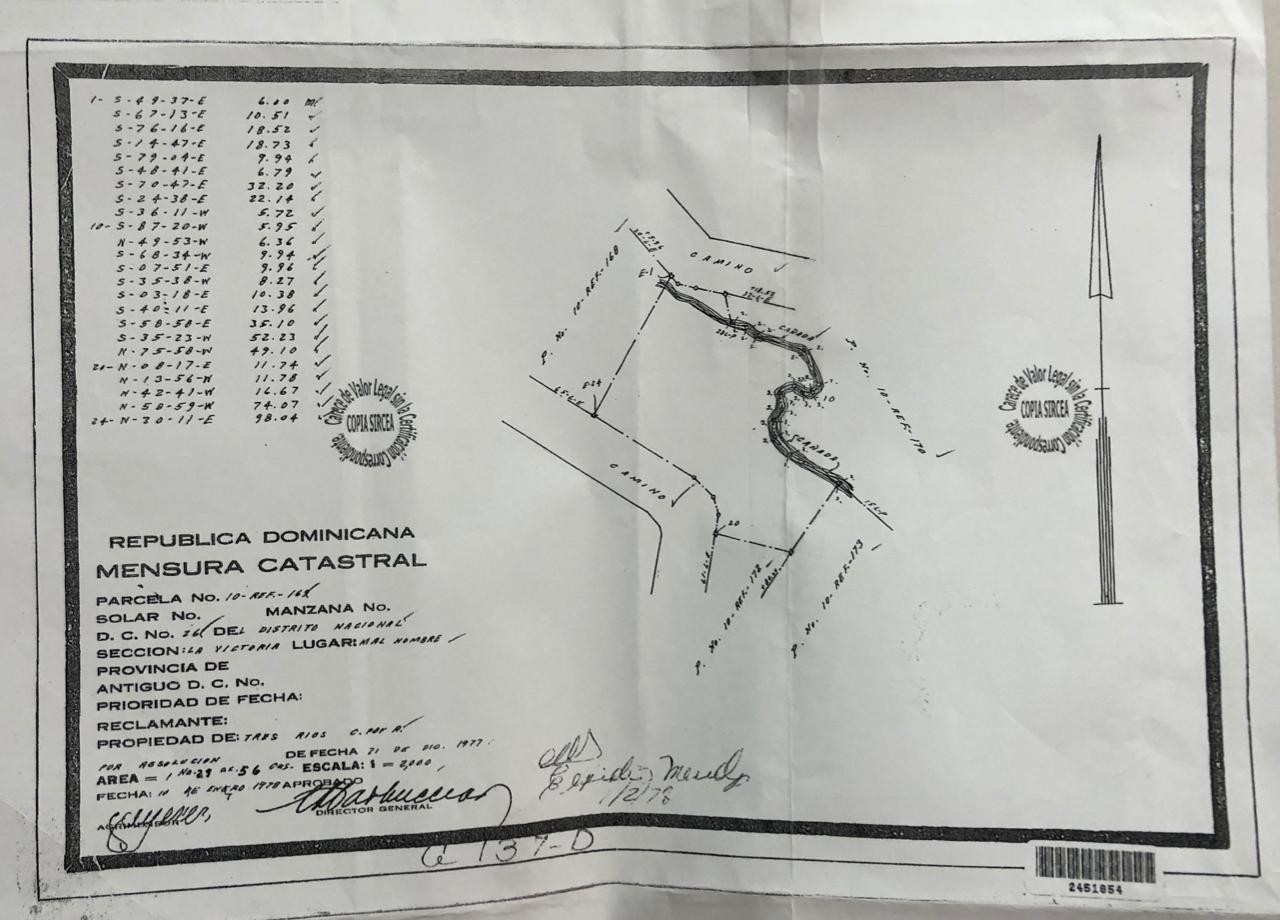 1- S-49-37-E 6.00 m.
S-67-13-E 10.51 ✓
S-76-16-E 18.52 ✓
S-14-47-E 18.73 ✓
S-79-04-E 9.94 ✓
S-48-41-E 6.79 ✓
S-70-47-E 32.20 ✓
S-24-38-E 22.14 ✓
S-36-11-W 5.72 ✓
10- S-87-20-W 5.95 ✓
N-49-53-W 6.36 ✓
S-68-34-W 9.94 ✓
S-07-51-E 9.96 ✓
S-35-38-W 8.27 ✓
S-03-18-E 10.38 ✓
S-40-11-E 13.96 ✓
S-58-58-E 35.10 ✓
S-35-23-W 52.23 ✓
N-75-58-W 49.10 ✓
20- N-08-17-E 11.74 ✓
N-13-56-W 11.78 ✓
N-42-41-W 16.67 ✓
N-58-59-W 74.07 ✓
24- N-30-11-E 98.04 ✓
Carece de Valor Legal sin la Certificación Correspondiente
COPIA SIRCEA
P. No. 10-REF.-168
CAMINO
E-1
CAÑADA
P. No. 10-REF.-170
10
E-24
CAÑADA
CAMINO
20
P. No. 10-REF.-172
P. No. 10-REF-173
Carece de Valor Legal sin la Certificación Correspondiente
COPIA SIRCEA
REPUBLICA DOMINICANA
MENSURA CATASTRAL
PARCELA No. 10-REF.-169
SOLAR No. MANZANA No.
D. C. No. 26 DEL DISTRITO NACIONAL
SECCION: LA VICTORIA LUGAR: MAL NOMBRE
PROVINCIA DE
ANTIGUO D. C. No.
PRIORIDAD DE FECHA:
RECLAMANTE:
PROPIEDAD DE: TRES RIOS C. POR A.
POR RESOLUCION DE FECHA 21 DE DIC. 1977.
AREA = 1 Ha. 29 as. 56 cas. ESCALA: 1 = 2,000
FECHA: 10 DE ENERO 1978 APROBADO
AGRIMENSOR
DIRECTOR GENERAL
1/2/78
137-D
2451854